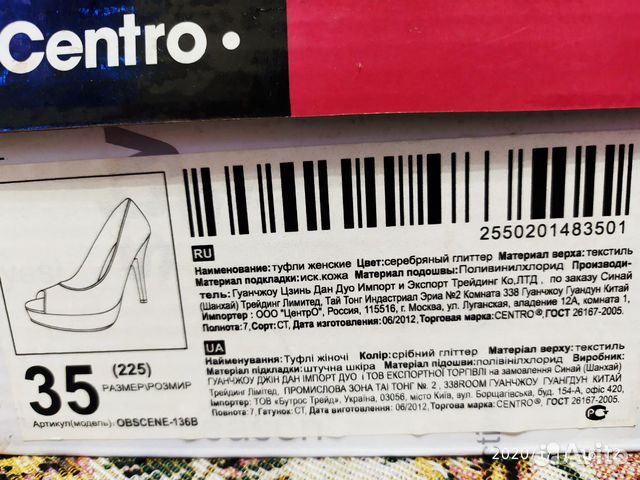 Centro
2550201483501
RU
Наименование: туфли женские Цвет:серебряный глиттер Материал верха: текстиль
Материал подкладки: иск.кожа Материал подошвы: Поливинилхлорид Производи-
тель: Гуанчжоу Цзинь Дан Дуо Импорт и Экспорт Трейдинг Ко,ЛТД , по заказу Синай
(Шанхай) Трейдинг Лимитед, Тай Тонг Индастриал Эриа №2 Комната 338 Гуанчжоу Гуандун Китай
Импортер : ООО "ЦентрО", Россия, 115516, г. Москва, ул. Луганская, владение 12А, комната 1,
Полнота:7, Сорт:СТ, Дата изготовления :06/2012, Торговая марка: CENTRO®, ГОСТ 26167-2005.
UA
Найменування: Туфлі жіночі Колір:срібний гліттер Матеріал верху: текстиль
Матеріал підкладки: штучна шкіра Матеріал підошви: полівінілхлорид Виробник:
ГУАНЧЖОУ ДЖІН ДАН ІМПОРТ ДУО І ТОВ ЕКСПОРТНОЇ ТОРГІВЛІ на замовлення Синай (Шанхай)
Трейдинг Лімітед, ПРОМИСЛОВА ЗОНА ТАІ ТОНГ № 2 , 338ROOM ГУАНЧЖОУ ГУАНГДУН КИТАЙ
Імпортер: ТОВ «Бутрос Трейд», Україна, 03056, місто Київ, вул. Борщагівська, буд. 154-А, офіс 420,
Повнота:7, Гатунок: СТ, Дата виготовлення: 06/2012, Торгова марка: CENTRO®, ГОСТ 26167-2005.
35 (225)
РАЗМЕР\РОЗМИР
Артикул(модель): OBSCENE-136B
Avito